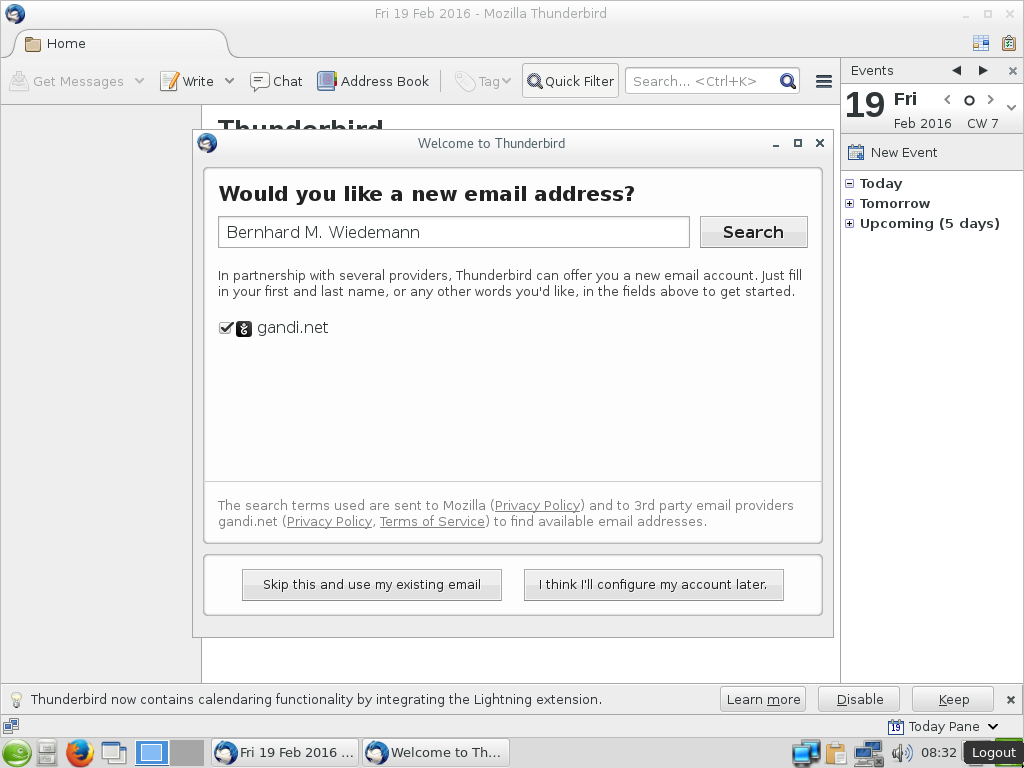 Fri 19 Feb 2016 - Mozilla Thunderbird
Home
Get Messages
Write
Chat
Address Book
Tag
Quick Filter
Search... <Ctrl+K>
Events
19
Fri
Feb 2016
CW 7
New Event
Today
Tomorrow
Upcoming (5 days)
Welcome to Thunderbird
Would you like a new email address?
Bernhard M. Wiedemann
Search
In partnership with several providers, Thunderbird can offer you a new email account. Just fill
in your first and last name, or any other words you'd like, in the fields above to get started.
gandi.net
The search terms used are sent to Mozilla (Privacy Policy) and to 3rd party email providers
gandi.net (Privacy Policy, Terms of Service) to find available email addresses.
Skip this and use my existing email
I think I'll configure my account later.
Thunderbird now contains calendaring functionality by integrating the Lightning extension.
Learn more
Disable
Keep
19
Today Pane
Fri 19 Feb 2016 ...
Welcome to Th...
08:32
Logout